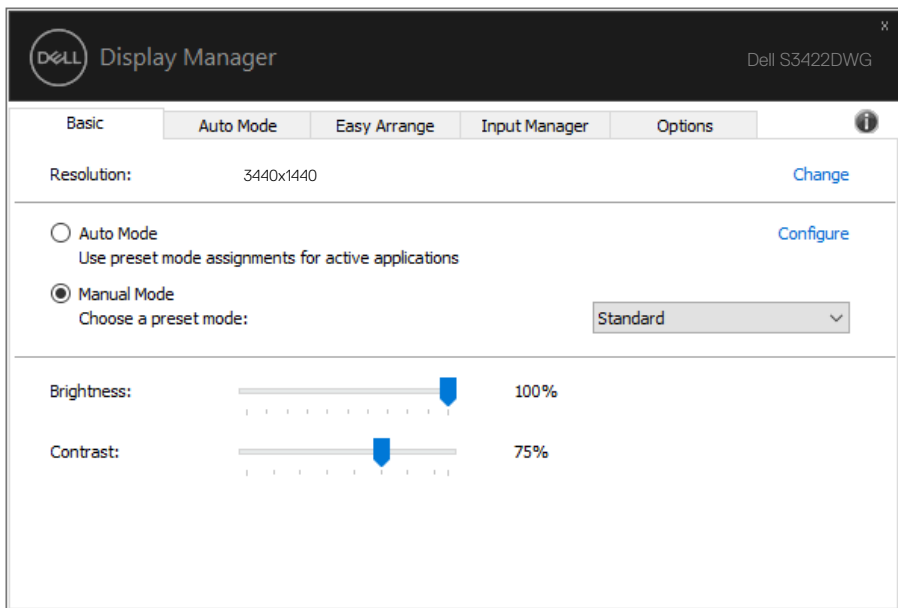 x
DELL Display Manager
Dell S3422DWG
Basic Auto Mode Easy Arrange Input Manager Options i
Resolution: 3440x1440 Change
Auto Mode Configure
Use preset mode assignments for active applications
Manual Mode
Choose a preset mode: Standard
Brightness: 100%
Contrast: 75%